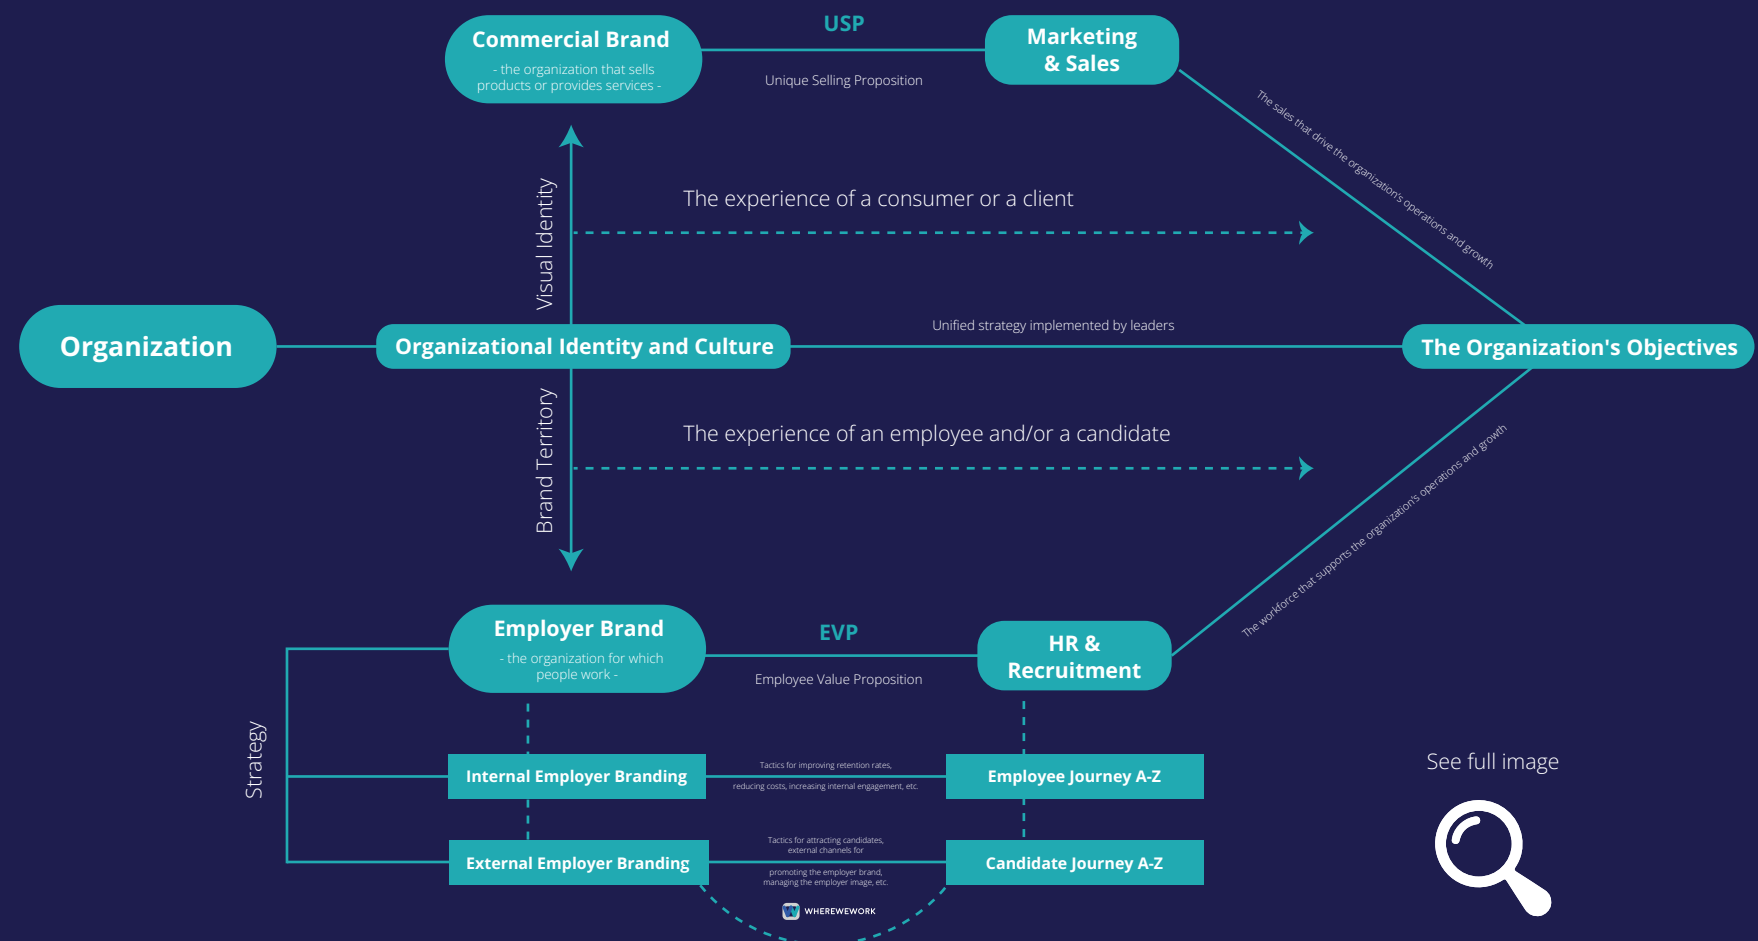 USP
Commercial Brand
- the organization that sells
products or provides services -
Unique Selling Proposition
Marketing
& Sales
The sales that drive the organization's operations and growth
Visual Identity
The experience of a consumer or a client
Organization
Organizational Identity and Culture
Unified strategy implemented by leaders
The Organization's Objectives
Brand Territory
The experience of an employee and/or a candidate
The workforce that supports the organization's operations and growth
Employer Brand
- the organization for which
people work -
EVP
Employee Value Proposition
HR &
Recruitment
Strategy
Internal Employer Branding
Tactics for improving retention rates,
reducing costs, increasing internal engagement, etc.
Employee Journey A-Z
External Employer Branding
Tactics for attracting candidates,
external channels for
promoting the employer brand,
managing the employer image, etc.
Candidate Journey A-Z
WHEREWEWORK
See full image